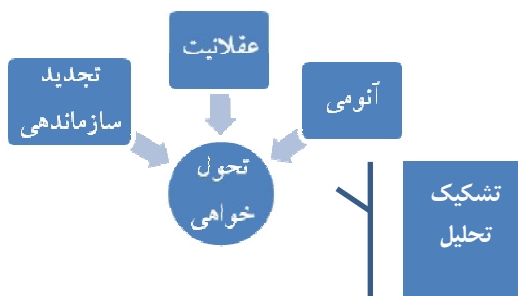 عقلانیت
تجدید
سازماندهی
آنومی
تحول
خواهی
تشکیک
تحلیل